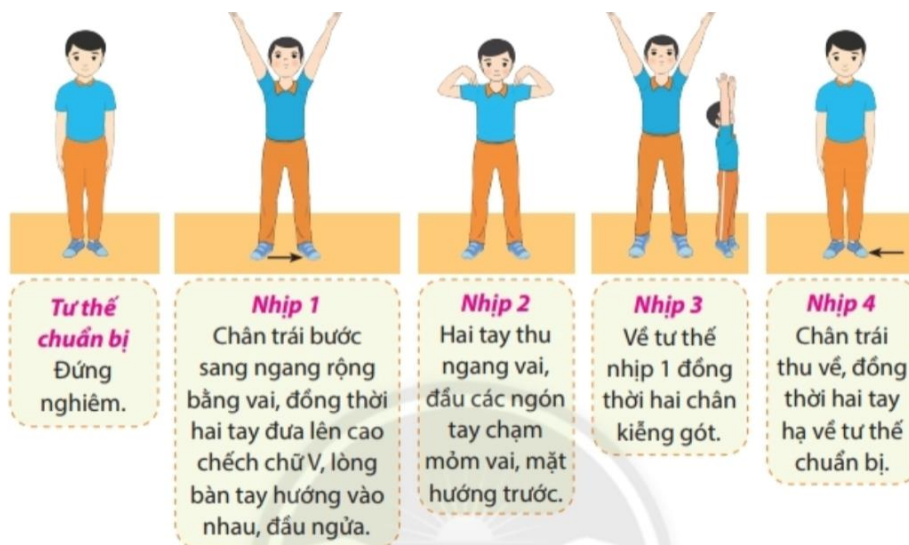 Tư thế
chuẩn bị
Đứng
nghiêm.
Nhịp 1
Chân trái bước
sang ngang rộng
bằng vai, đồng thời
hai tay đưa lên cao
chếch chữ V, lòng
bàn tay hướng vào
nhau, đầu ngửa.
Nhịp 2
Hai tay thu
ngang vai,
đầu các ngón
tay chạm
mỏm vai, mặt
hướng trước.
Nhịp 3
Về tư thế
nhịp 1 đồng
thời hai chân
kiễng gót.
Nhịp 4
Chân trái
thu về, đồng
thời hai tay
hạ về tư thế
chuẩn bị.